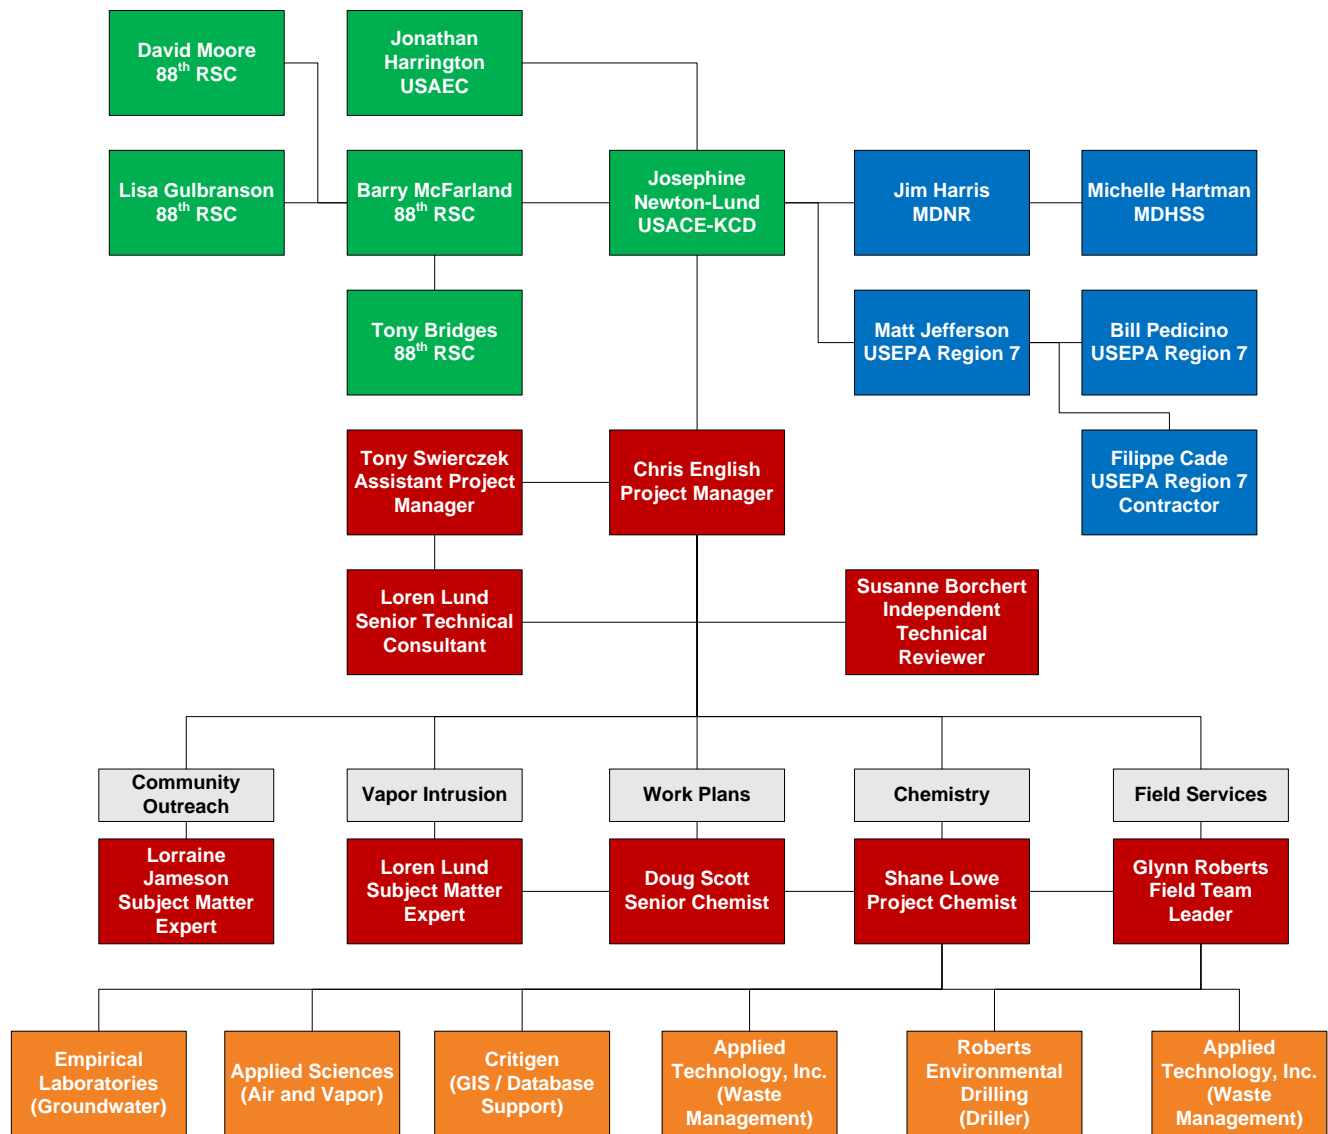 David Moore
88th RSC
Jonathan
Harrington
USAEC
Lisa Gulbranson
88th RSC
Barry McFarland
88th RSC
Josephine
Newton-Lund
USACE-KCD
Jim Harris
MDNR
Michelle Hartman
MDHSS
Tony Bridges
88th RSC
Matt Jefferson
USEPA Region 7
Bill Pedicino
USEPA Region 7
Tony Swierczek
Assistant Project
Manager
Chris English
Project Manager
Filippe Cade
USEPA Region 7
Contractor
Loren Lund
Senior Technical
Consultant
Susanne Borchert
Independent
Technical
Reviewer
Community
Outreach
Vapor Intrusion
Work Plans
Chemistry
Field Services
Lorraine
Jameson
Subject Matter
Expert
Loren Lund
Subject Matter
Expert
Doug Scott
Senior Chemist
Shane Lowe
Project Chemist
Glynn Roberts
Field Team
Leader
Empirical
Laboratories
(Groundwater)
Applied Sciences
(Air and Vapor)
Critigen
(GIS / Database
Support)
Applied
Technology, Inc.
(Waste
Management)
Roberts
Environmental
Drilling
(Driller)
Applied
Technology, Inc.
(Waste
Management)